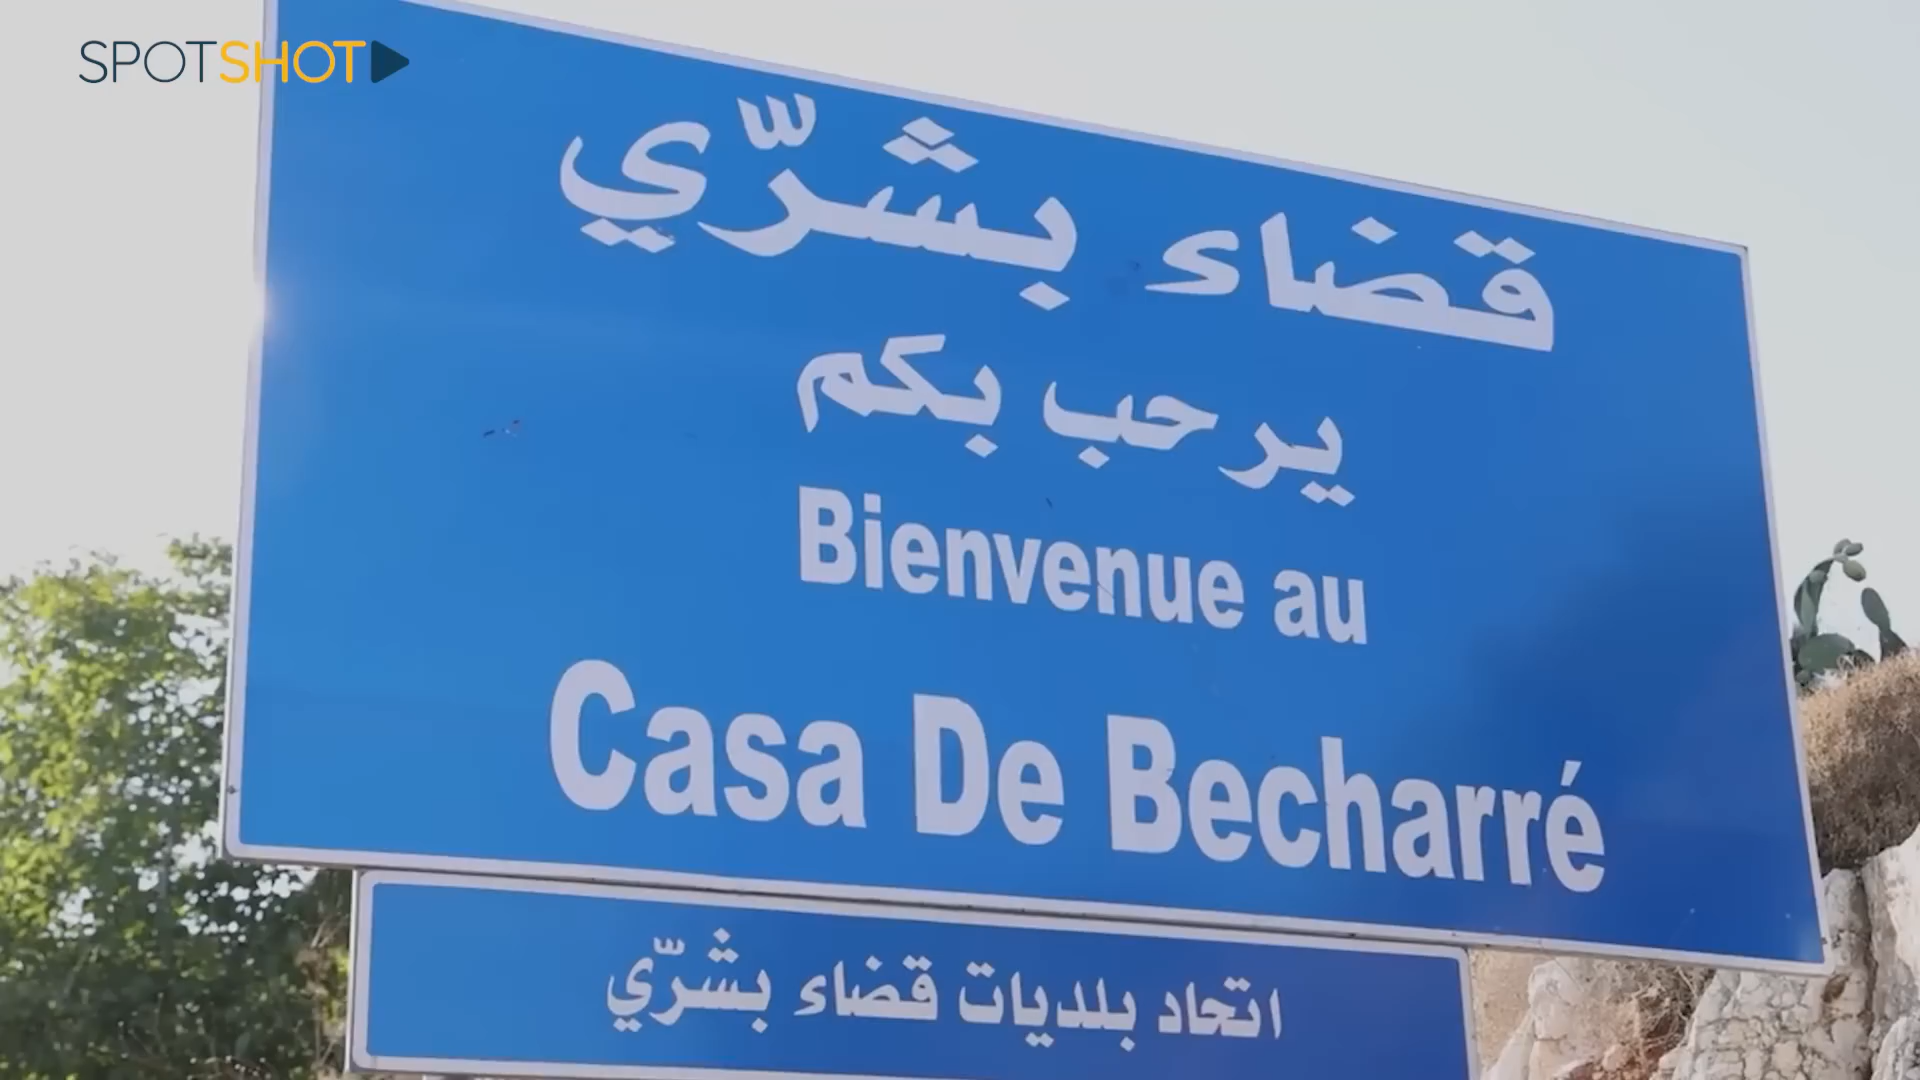 SPOTSHOT
قضاء بشرّي
يرحب بكم
Bienvenue au
Casa De Becharré
اتحاد بلديات قضاء بشرّي